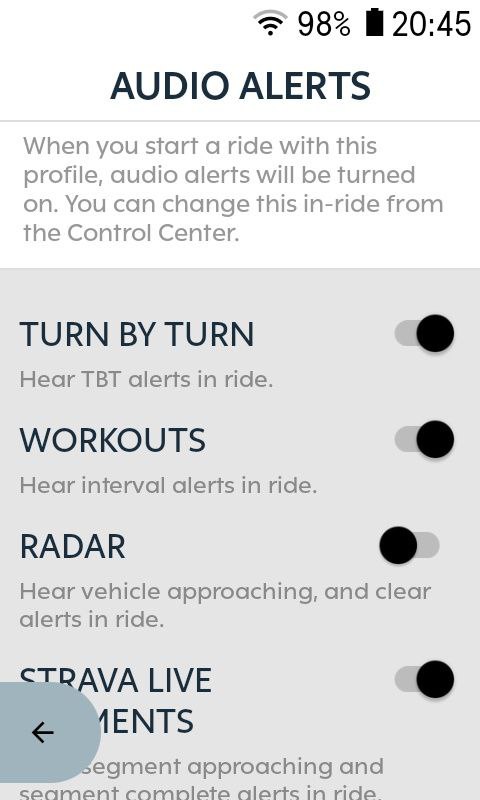 98% 20:45
AUDIO ALERTS
When you start a ride with this
profile, audio alerts will be turned
on. You can change this in-ride from
the Control Center.
TURN BY TURN
Hear TBT alerts in ride.
WORKOUTS
Hear interval alerts in ride.
RADAR
Hear vehicle approaching, and clear
alerts in ride.
STRAVA LIVE
segment approaching and
segment complete alerts in ride.